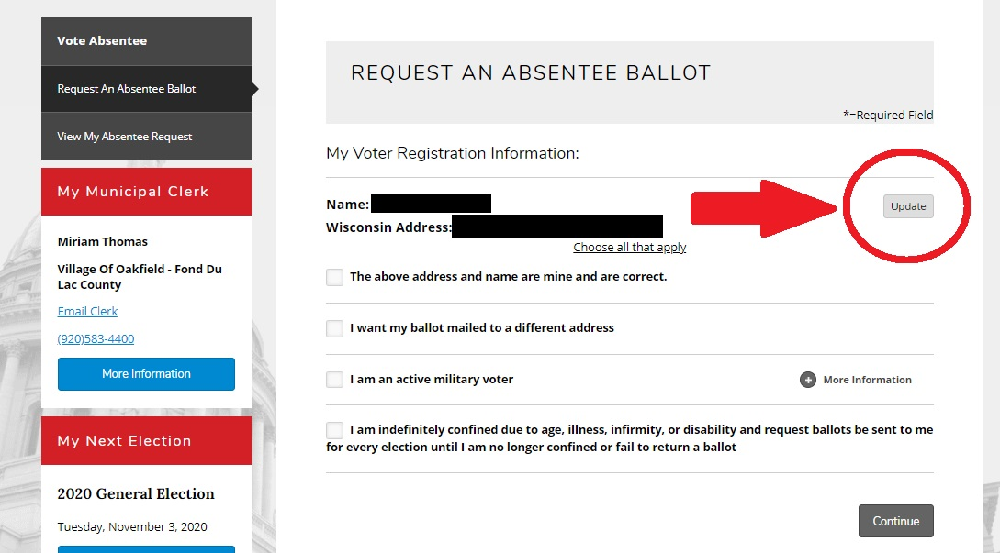 Vote Absentee
Request An Absentee Ballot
View My Absentee Request
My Municipal Clerk
Miriam Thomas
Village Of Oakfield - Fond Du
Lac County
Email Clerk
(920)583-4400
More Information
My Next Election
2020 General Election
Tuesday, November 3, 2020
REQUEST AN ABSENTEE BALLOT
*=Required Field
My Voter Registration Information:
Name:
Update
Wisconsin Address:
Choose all that apply
The above address and name are mine and are correct.
I want my ballot mailed to a different address
I am an active military voter
More Information
I am indefinitely confined due to age, illness, infirmity, or disability and request ballots be sent to me
for every election until I am no longer confined or fail to return a ballot
Continue